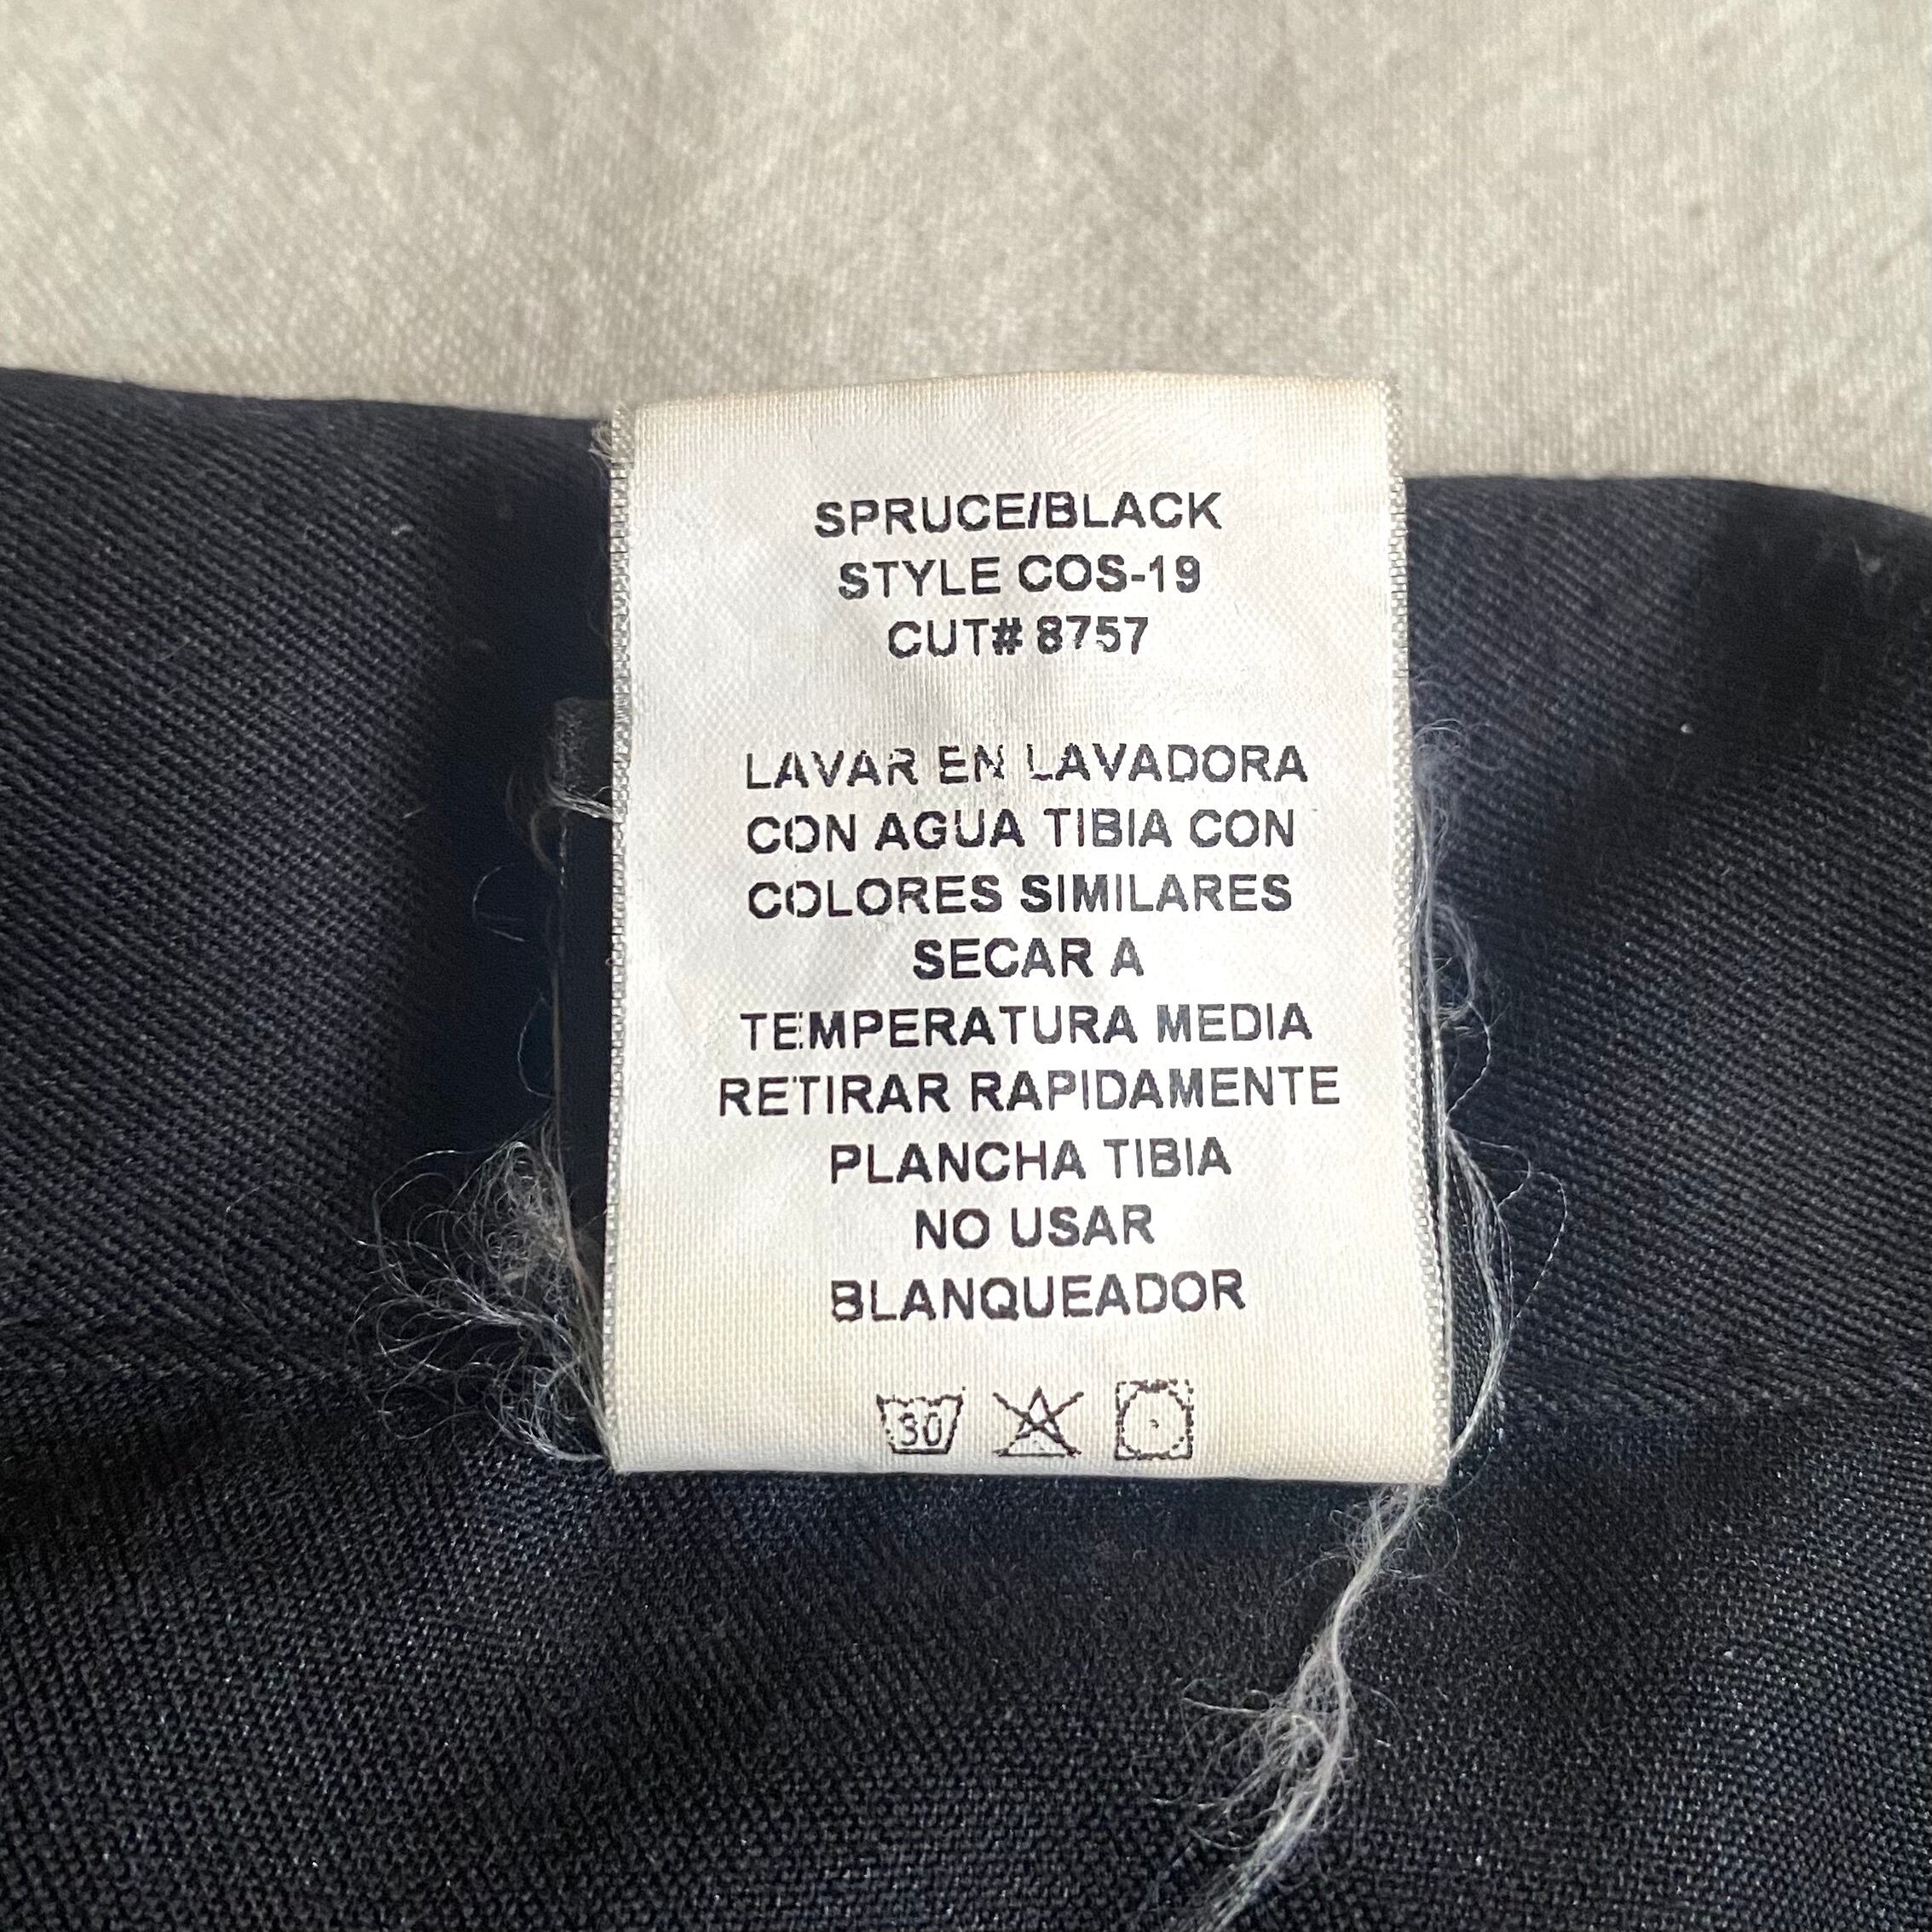 SPRUCE/BLACK
STYLE COS-19
CUT# 8757
LAVAR EN LAVADORA
CON AGUA TIBIA CON
COLORES SIMILARES
SECAR A
TEMPERATURA MEDIA
RETIRAR RAPIDAMENTE
PLANCHA TIBIA
NO USAR
BLANQUEADOR
30